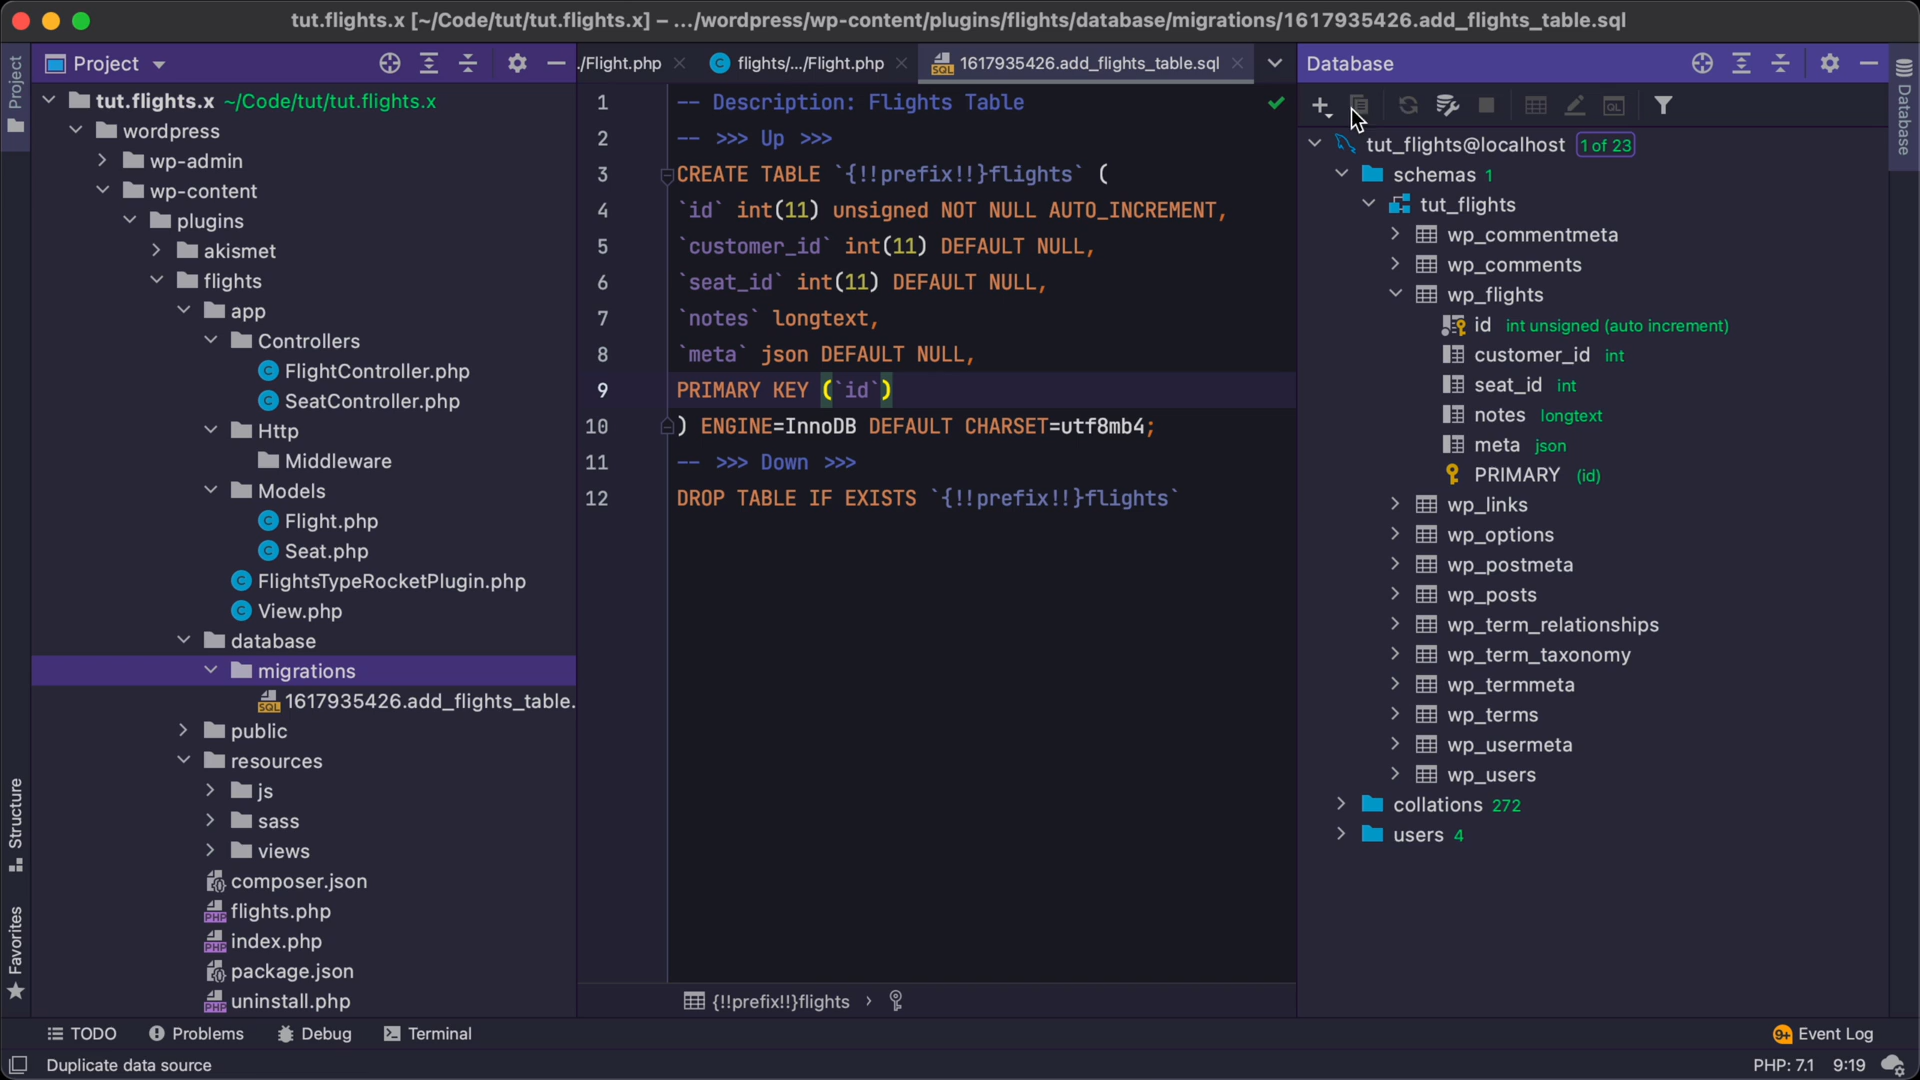 tut.flights.x [~/Code/tut/tut.flights.x] – .../wordpress/wp-content/plugins/flights/database/migrations/1617935426.add_flights_table.sql
Project
Project
./Flight.php
flights/.../Flight.php
1617935426.add_flights_table.sql
Database
Database
tut.flights.x ~/Code/tut/tut.flights.x
wordpress
wp-admin
wp-content
plugins
akismet
flights
app
Controllers
FlightController.php
SeatController.php
Http
Middleware
Models
Flight.php
Seat.php
FlightsTypeRocketPlugin.php
View.php
database
migrations
1617935426.add_flights_table.
public
resources
js
sass
views
composer.json
flights.php
index.php
package.json
uninstall.php
Structure
Favorites
1 -- Description: Flights Table
2 -- >>> Up >>>
3 CREATE TABLE `{!!prefix!!}flights` (
4 `id` int(11) unsigned NOT NULL AUTO_INCREMENT,
5 `customer_id` int(11) DEFAULT NULL,
6 `seat_id` int(11) DEFAULT NULL,
7 `notes` longtext,
8 `meta` json DEFAULT NULL,
9 PRIMARY KEY (`id`)
10 ) ENGINE=InnoDB DEFAULT CHARSET=utf8mb4;
11 -- >>> Down >>>
12 DROP TABLE IF EXISTS `{!!prefix!!}flights`
{!!prefix!!}flights
QL
tut_flights@localhost 1 of 23
schemas 1
tut_flights
wp_commentmeta
wp_comments
wp_flights
id int unsigned (auto increment)
customer_id int
seat_id int
notes longtext
meta json
PRIMARY (id)
wp_links
wp_options
wp_postmeta
wp_posts
wp_term_relationships
wp_term_taxonomy
wp_termmeta
wp_terms
wp_usermeta
wp_users
collations 272
users 4
TODO
Problems
Debug
Terminal
9+ Event Log
Duplicate data source
PHP: 7.1
9:19